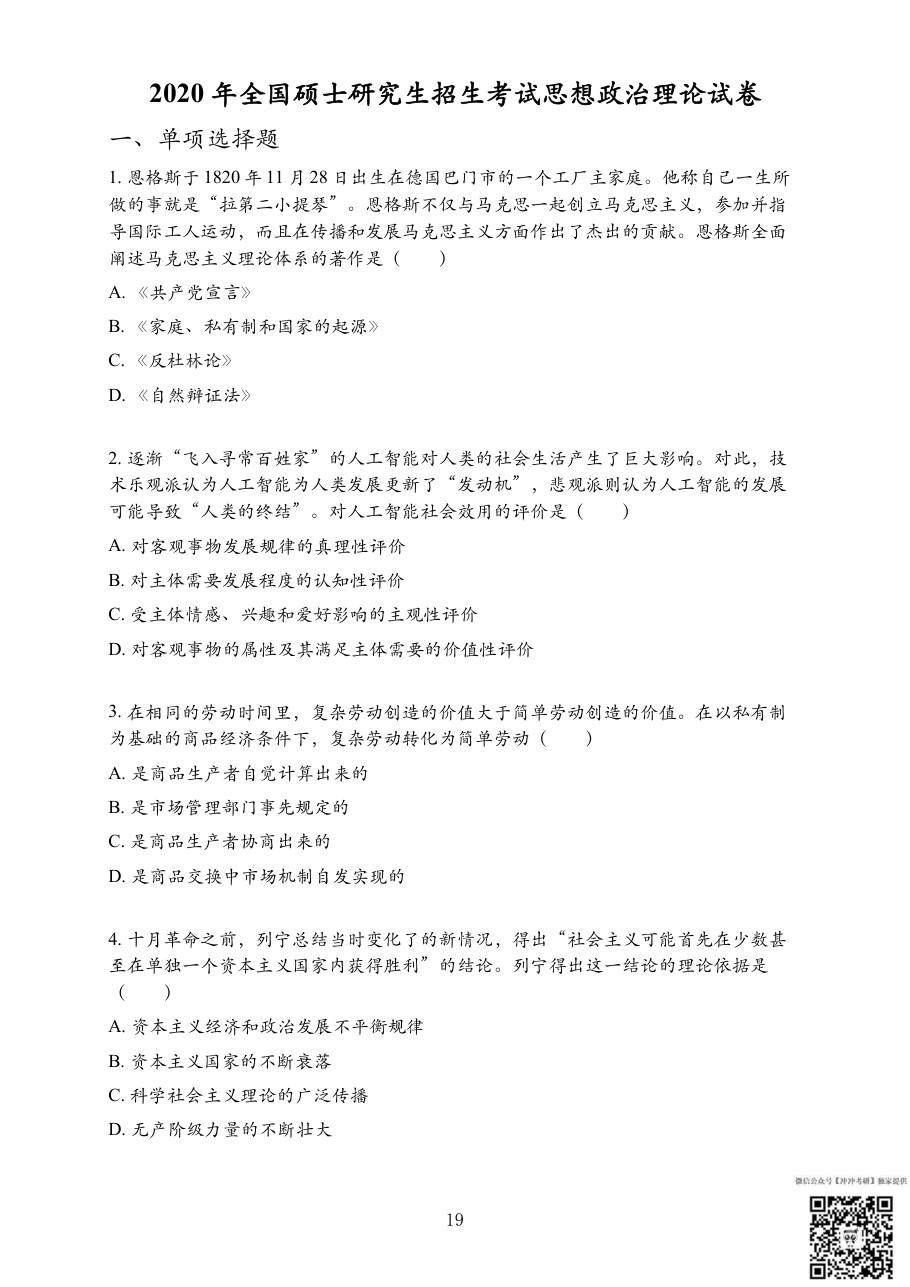 2020 年全国硕士研究生招生考试思想政治理论试卷
一、单项选择题
1. 恩格斯于 1820 年 11 月 28 日出生在德国巴门市的一个工厂主家庭。他称自己一生所
做的事就是“拉第二小提琴”。恩格斯不仅与马克思一起创立马克思主义，参加并指
导国际工人运动，而且在传播和发展马克思主义方面作出了杰出的贡献。恩格斯全面
阐述马克思主义理论体系的著作是（　　）
A. 《共产党宣言》
B. 《家庭、私有制和国家的起源》
C. 《反杜林论》
D. 《自然辩证法》
2. 逐渐“飞入寻常百姓家”的人工智能对人类的社会生活产生了巨大影响。对此，技
术乐观派认为人工智能为人类发展更新了“发动机”，悲观派则认为人工智能的发展
可能导致“人类的终结”。对人工智能社会效用的评价是（　　）
A. 对客观事物发展规律的真理性评价
B. 对主体需要发展程度的认知性评价
C. 受主体情感、兴趣和爱好影响的主观性评价
D. 对客观事物的属性及其满足主体需要的价值性评价
3. 在相同的劳动时间里，复杂劳动创造的价值大于简单劳动创造的价值。在以私有制
为基础的商品经济条件下，复杂劳动转化为简单劳动（　　）
A. 是商品生产者自觉计算出来的
B. 是市场管理部门事先规定的
C. 是商品生产者协商出来的
D. 是商品交换中市场机制自发实现的
4. 十月革命之前，列宁总结当时变化了的新情况，得出“社会主义可能首先在少数甚
至在单独一个资本主义国家内获得胜利”的结论。列宁得出这一结论的理论依据是
（　　）
A. 资本主义经济和政治发展不平衡规律
B. 资本主义国家的不断衰落
C. 科学社会主义理论的广泛传播
D. 无产阶级力量的不断壮大
微信公众号【冲冲考研】独家提供
19